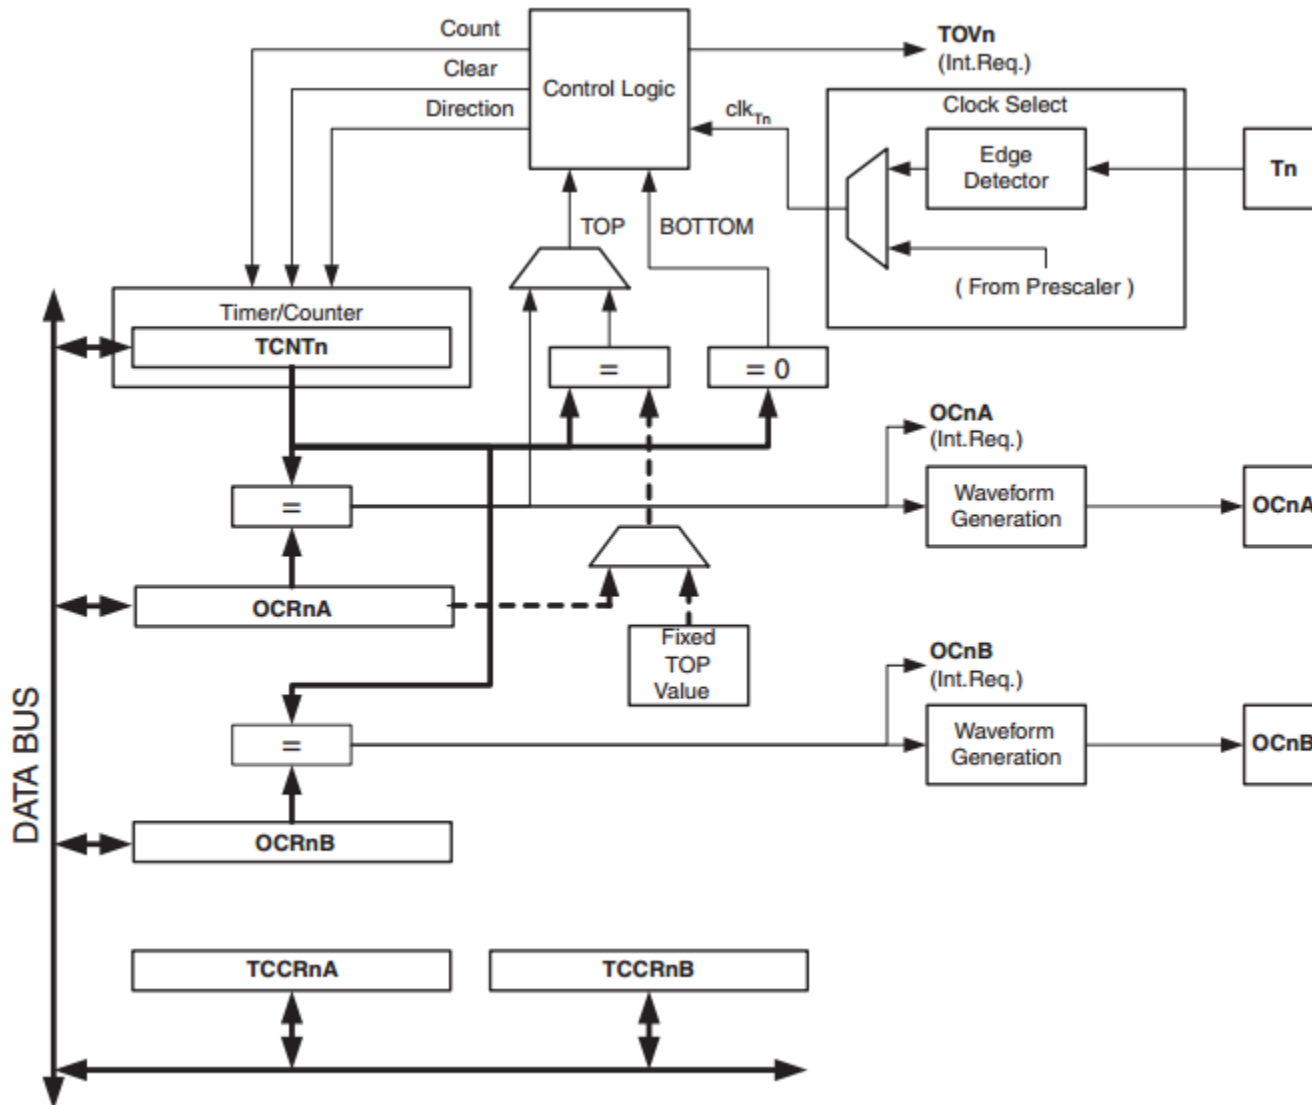 Count
Clear
Direction
Control Logic
TOVn
(Int.Req.)
clkTn
Clock Select
Edge
Detector
Tn
( From Prescaler )
TOP
BOTTOM
Timer/Counter
TCNTn
=
= 0
OCnA
(Int.Req.)
=
Waveform
Generation
OCnA
OCRnA
Fixed
TOP
Value
OCnB
(Int.Req.)
=
Waveform
Generation
OCnB
OCRnB
DATA BUS
TCCRnA
TCCRnB